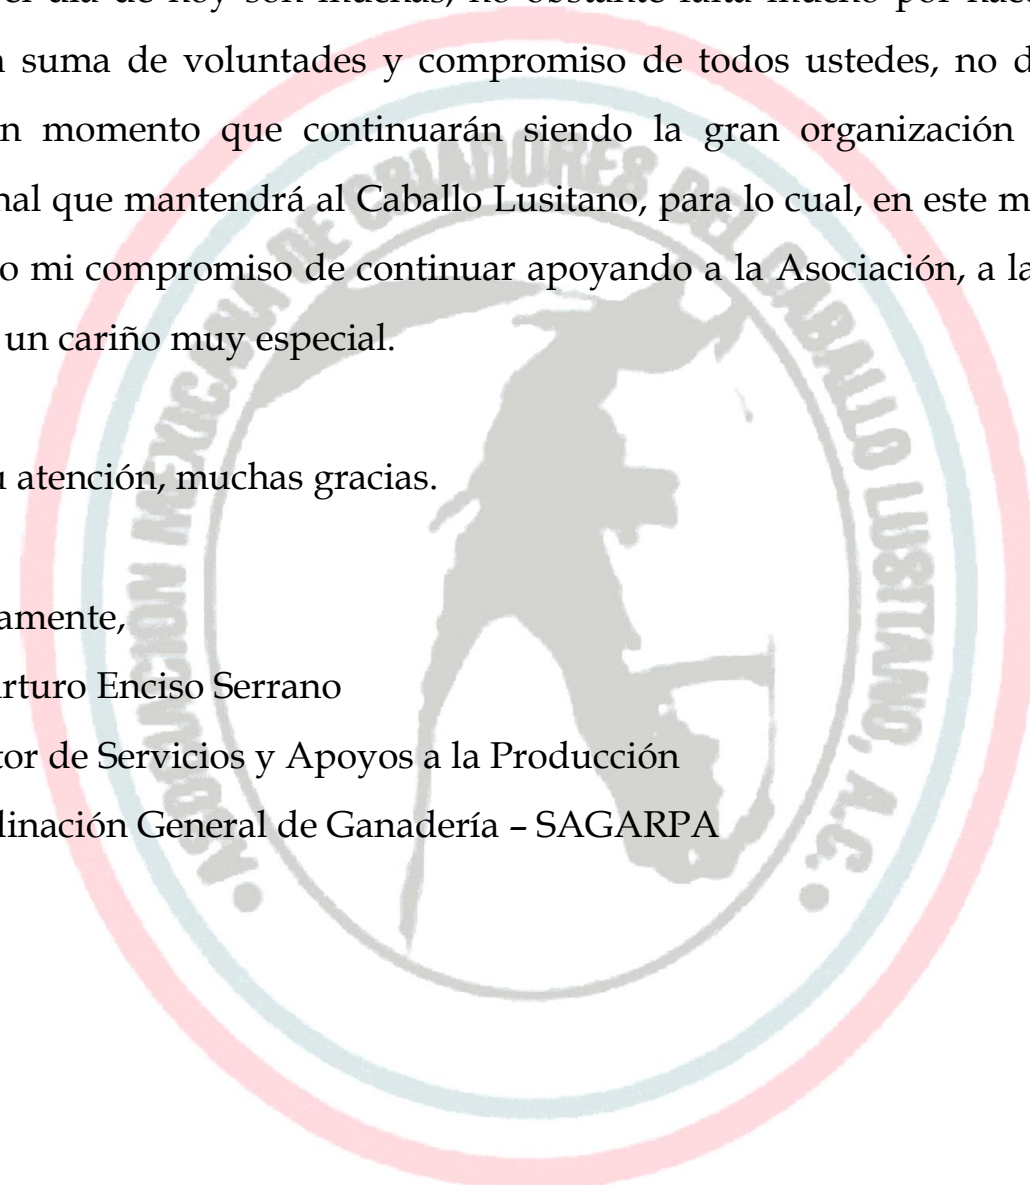 el día de hoy son muchas, no obstante falta mucho por
suma de voluntades y compromiso de todos ustedes, no
momento que continuarán siendo la gran organización
que mantendrá al Caballo Lusitano, para lo cual, en este
mi compromiso de continuar apoyando a la Asociación, a la
un cariño muy especial.
atención, muchas gracias.
amente,
rturo Enciso Serrano
tor de Servicios y Apoyos a la Producción
dinación General de Ganadería – SAGARPA
ASOCIACION MEXICANA DE CRIADORES DEL CABALLO LUSITANO, A.C.